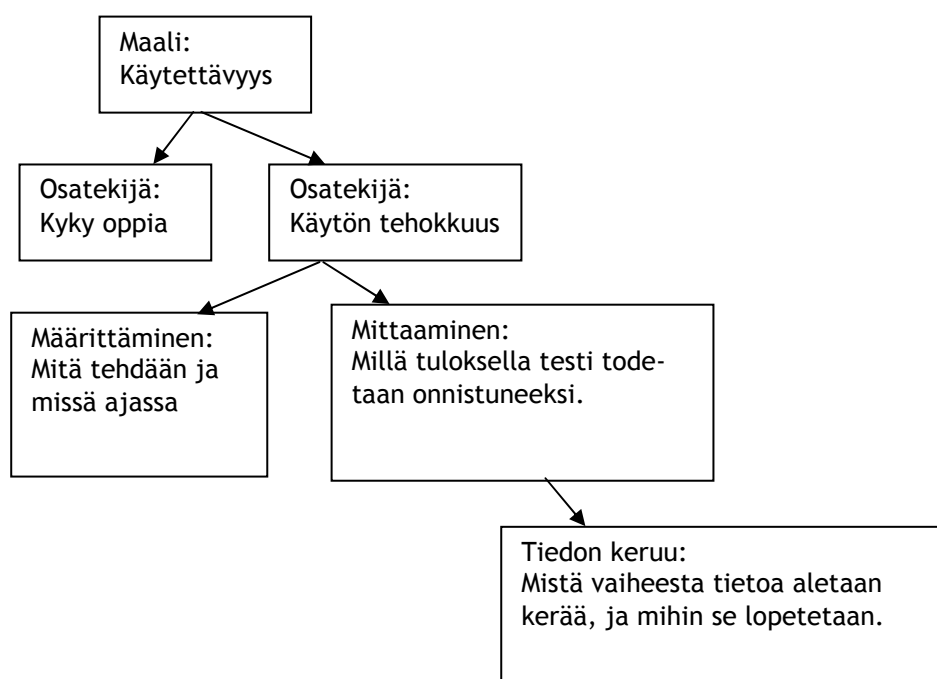 Maali:
Käytettävyys
Osatekijä:
Kyky oppia
Osatekijä:
Käytön tehokkuus
Määrittäminen:
Mitä tehdään ja
missä ajassa
Mittaaminen:
Millä tuloksella testi tode-
taan onnistuneeksi.
Tiedon keruu:
Mistä vaiheesta tietoa aletaan
kerää, ja mihin se lopetetaan.